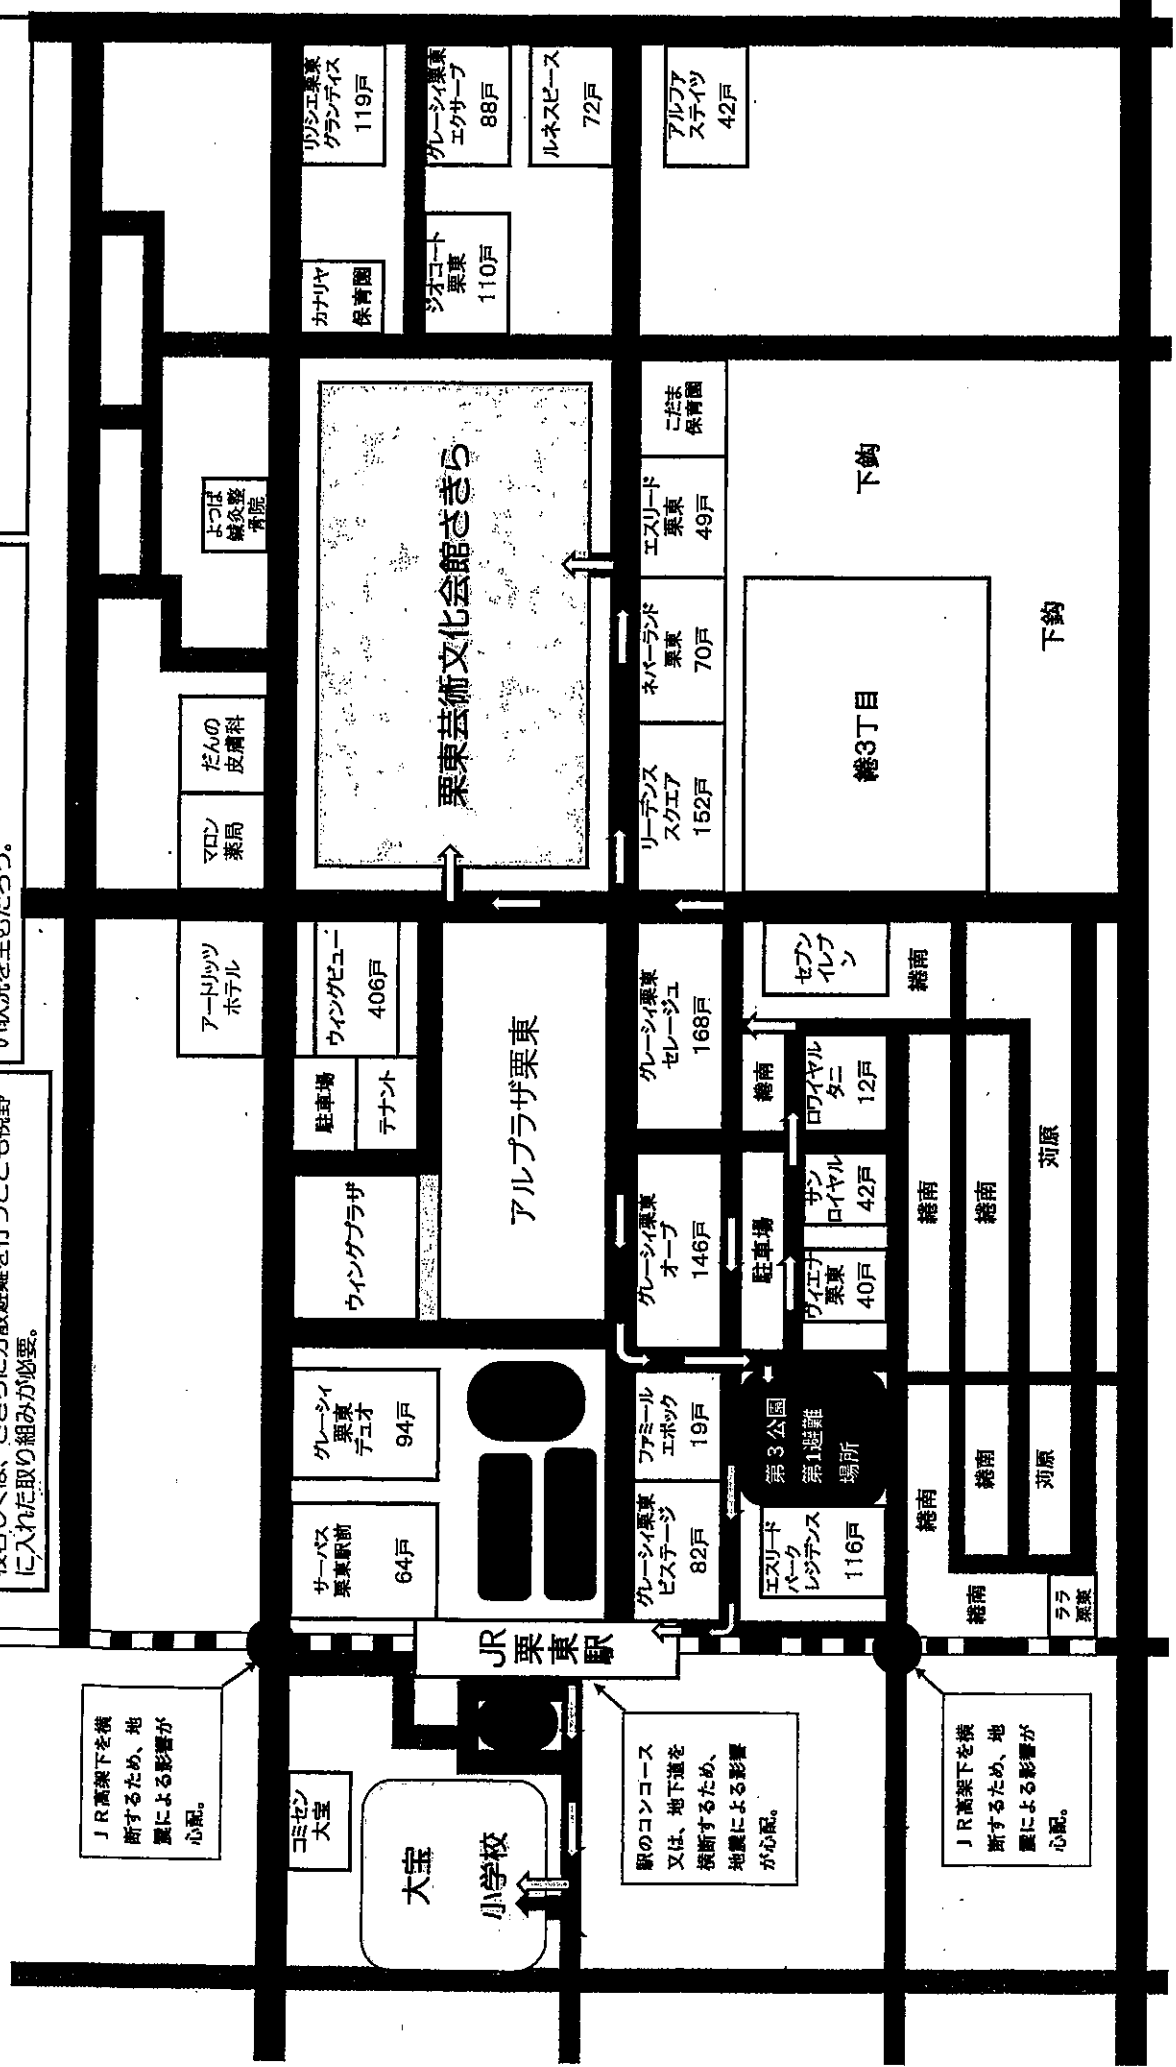 い状況を生むだろう。
に入れた取り組みが必要。
ＪＲ高架下を横
断するため、地
震による影響が
心配。
アートリッツ
ホテル
マロン
薬局
だんの
皮膚科
よつば
鍼灸整
骨院
コミセン
大宝
サーパス
栗東駅前
64戸
グレーシィ
栗東
デュオ
94戸
ウイングプラザ
駐車場
テナント
ウィングビュー
406戸
カナリヤ
保育園
リソシエ栗東
グランディス
119戸
大宝
小学校
JR
栗東
駅
アルプラザ栗東
栗東芸術文化会館さきら
ジオコート
栗東
110戸
グレーシィ栗東
エクサーブ
88戸
ルネスピース
72戸
駅のコンコース
又は、地下道を
横断するため、
地震による影響
が心配。
グレーシィ栗東
ビステージ
82戸
ファミール
エポック
19戸
グレーシィ栗東
オーブ
146戸
グレーシィ栗東
セレージュ
168戸
リーデンス
スクエア
152戸
ネバーランド
栗東
70戸
エスリード
栗東
49戸
こだま
保育園
アルファ
ステイツ
42戸
エスリード
パーク
レジデンス
116戸
第３公園
第1避難
場所
駐車場
綣南
ヴィエナ
栗東
40戸
サン
ロイヤル
42戸
ロワイヤル
タニ
12戸
セブン
イレブ
ン
綣3丁目
下鈎
下鈎
ＪＲ高架下を横
断するため、地
震による影響が
心配。
綣南
綣南
綣南
綣南
綣南
綣南
苅原
苅原
ララ
栗東